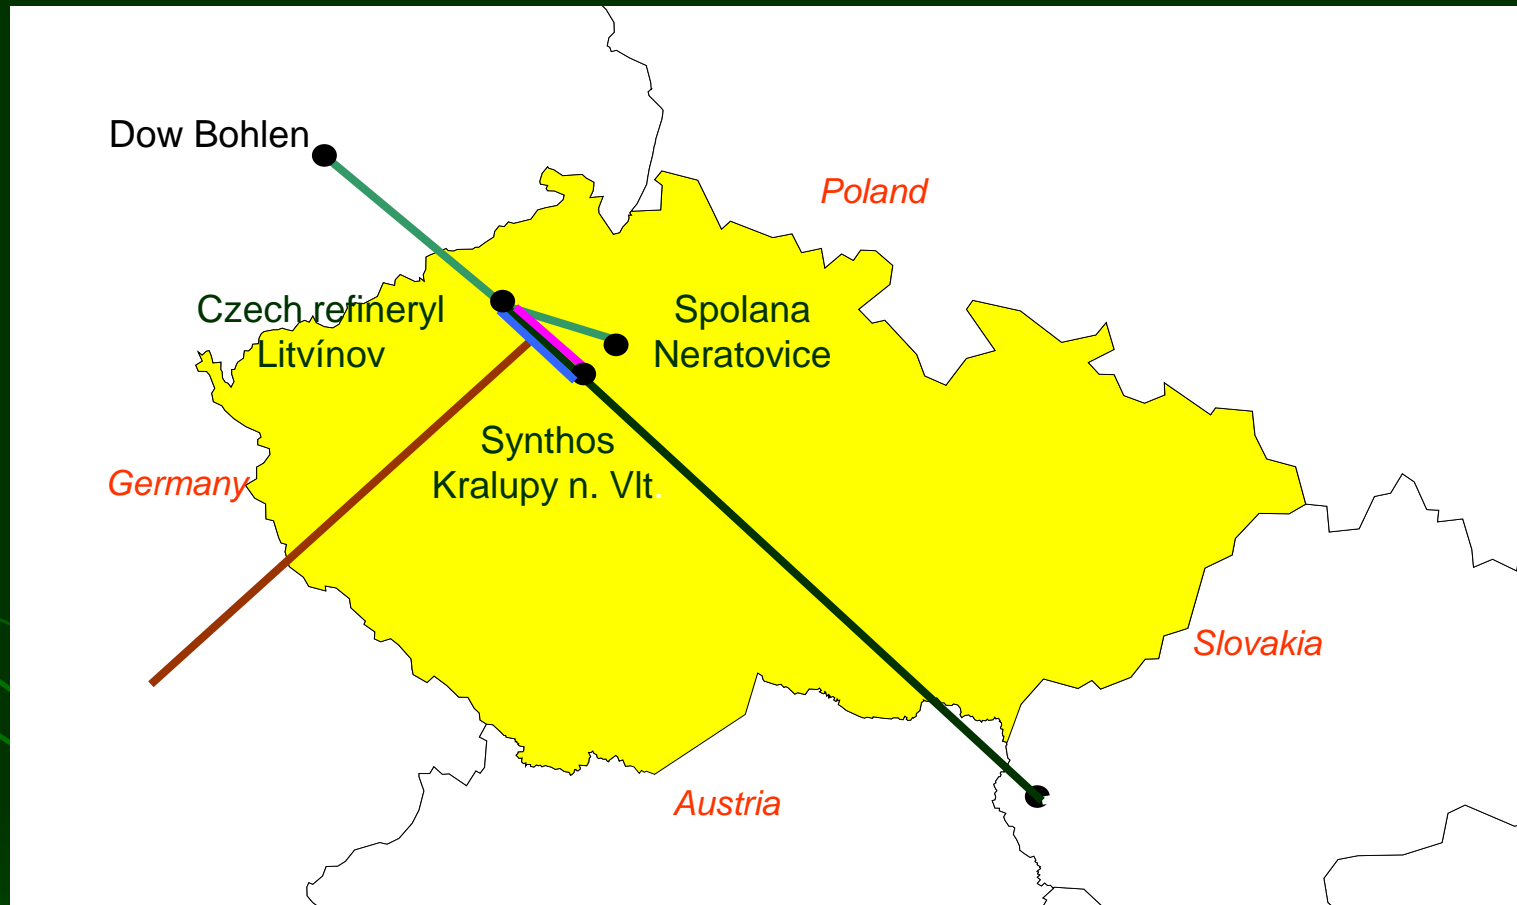 Dow Bohlen
Poland
Czech refineryl
Litvínov
Spolana
Neratovice
Synthos
Kralupy n. Vlt.
Germany
Slovakia
Austria